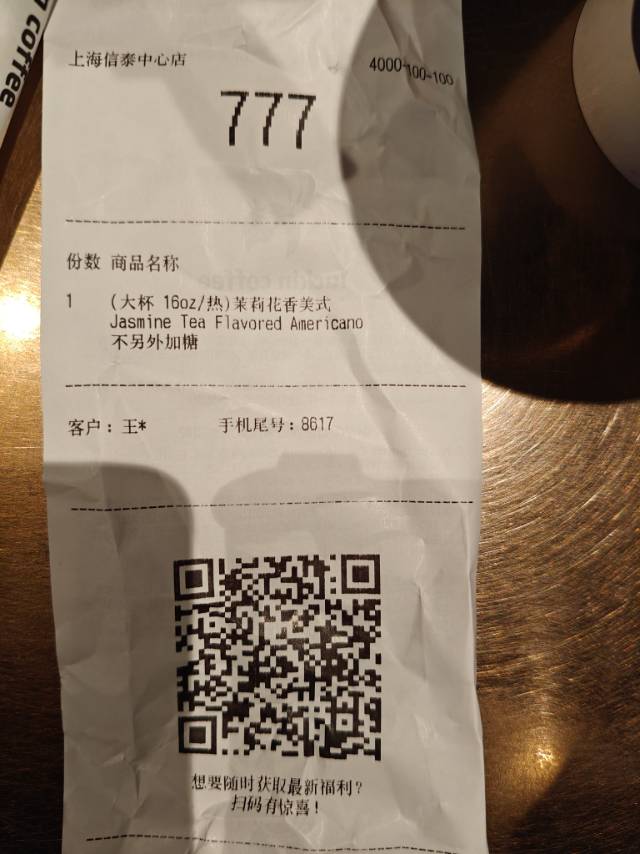 coffee
上海信泰中心店
4000-100-100
777
份数 商品名称
1 (大杯 16oz/热)茉莉花香美式
Jasmine Tea Flavored Americano
不另外加糖
客户：王* 手机尾号：8617
想要随时获取最新福利？
扫码有惊喜！